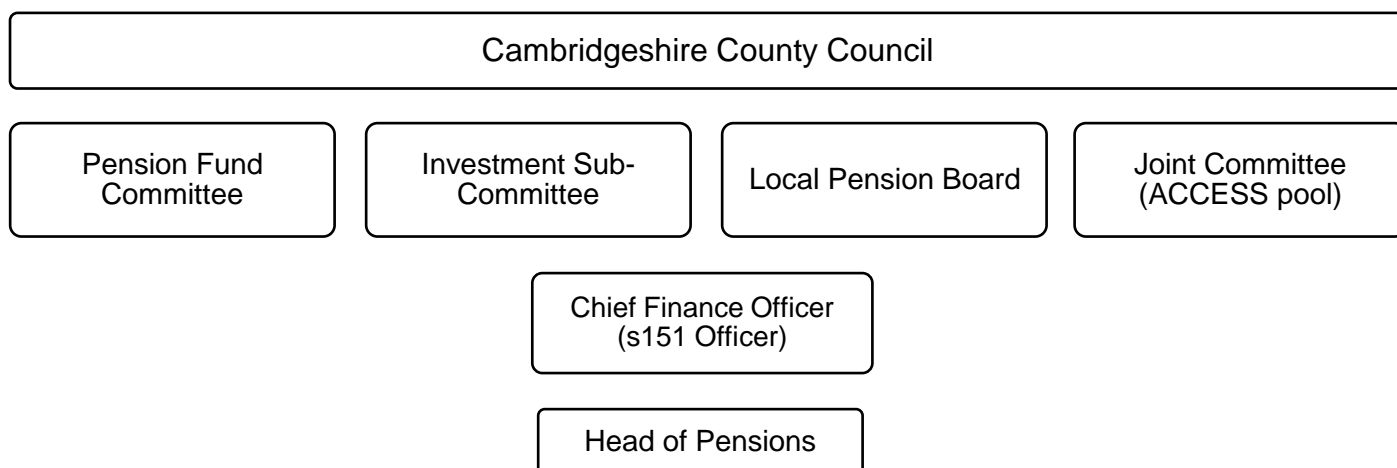 Cambridgeshire County Council
Pension Fund
Committee
Investment Sub-
Committee
Local Pension Board
Joint Committee
(ACCESS pool)
Chief Finance Officer
(s151 Officer)
Head of Pensions